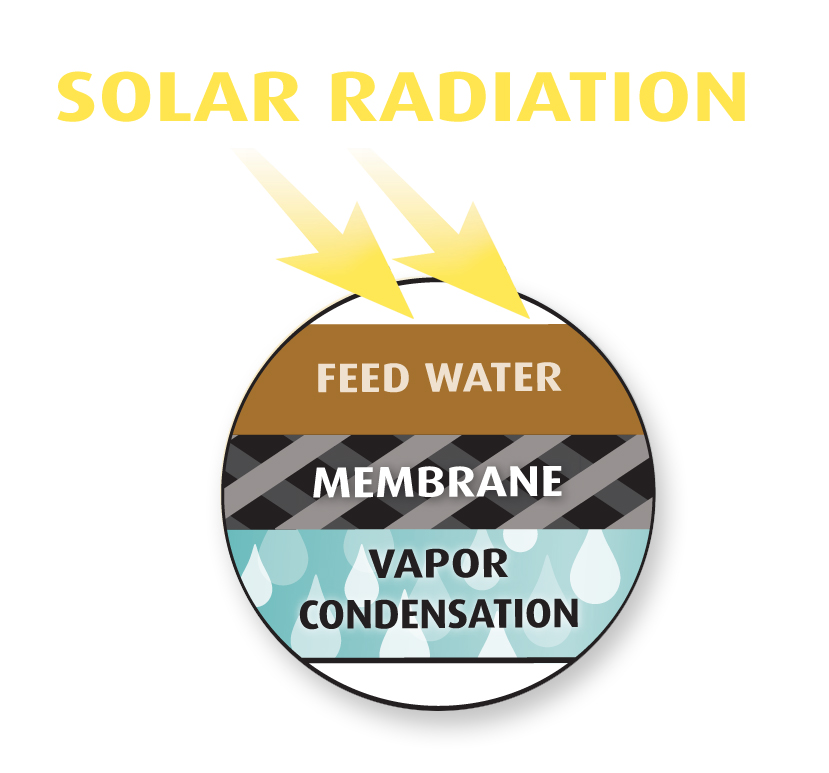 SOLAR RADIATION
FEED WATER
MEMBRANE
VAPOR
CONDENSATION